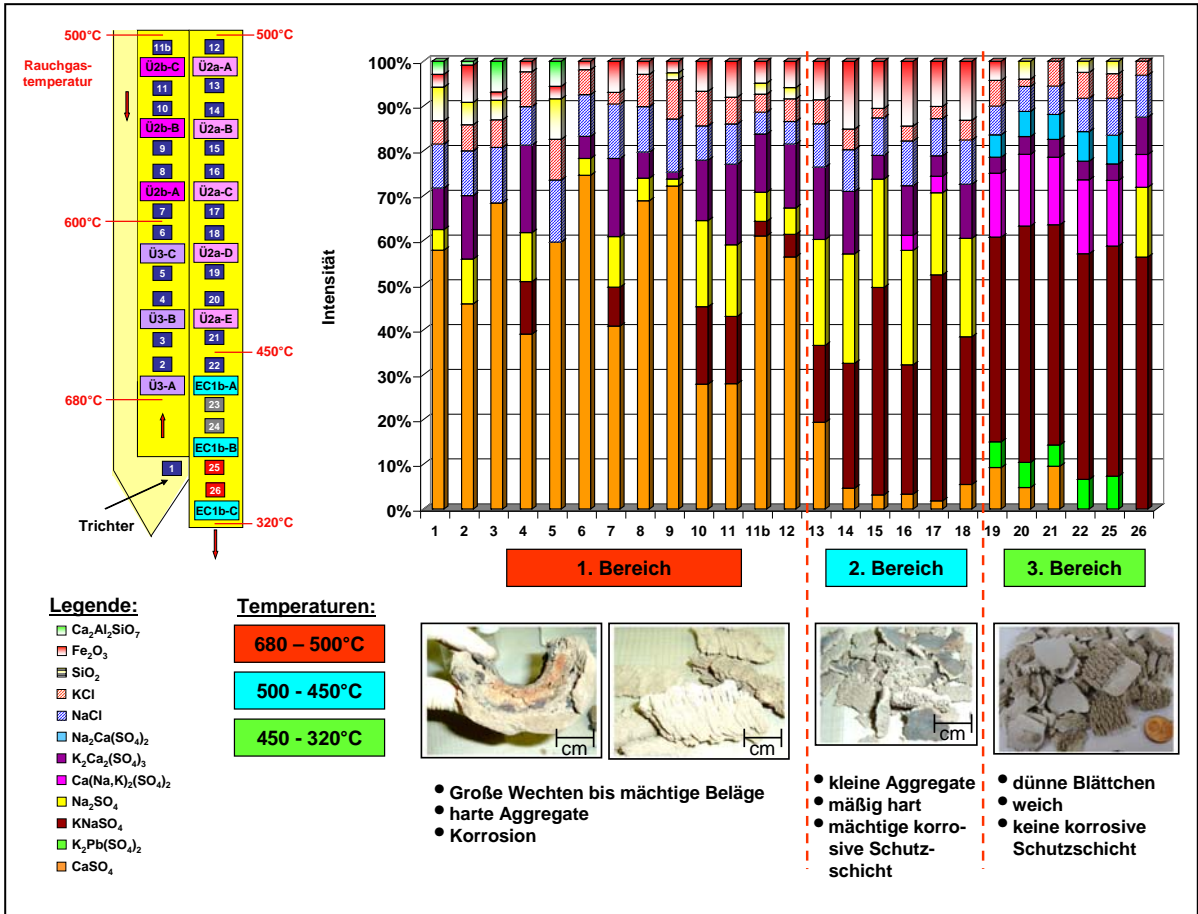 500°C
11b
12
500°C
Rauchgas-
temperatur
Ü2b-C
Ü2a-A
11
13
10
14
Ü2b-B
Ü2a-B
9
15
8
16
Ü2b-A
Ü2a-C
7
17
600°C
6
18
Ü3-C
Ü2a-D
5
19
4
20
Ü3-B
Ü2a-E
3
21
450°C
2
22
Ü3-A
EC1b-A
680°C
23
24
EC1b-B
1
25
26
Trichter
EC1b-C
320°C
Intensität
100%
90%
80%
70%
60%
50%
40%
30%
20%
10%
0%
1 2 3 4 5 6 7 8 9 10 11 11b 12 13 14 15 16 17 18 19 20 21 22 25 26
1. Bereich
2. Bereich
3. Bereich
Legende:
Ca₂Al₂SiO₇
Fe₂O₃
SiO₂
KCl
NaCl
Na₂Ca(SO₄)₂
K₂Ca₂(SO₄)₃
Ca(Na,K)₂(SO₄)₂
Na₂SO₄
KNaSO₄
K₂Pb(SO₄)₂
CaSO₄
Temperaturen:
680 – 500°C
500 - 450°C
450 - 320°C
cm
cm
cm
• Große Wechten bis mächtige Beläge
• harte Aggregate
• Korrosion
• kleine Aggregate
• mäßig hart
• mächtige korro-
sive Schutz-
schicht
• dünne Blättchen
• weich
• keine korrosive
Schutzschicht